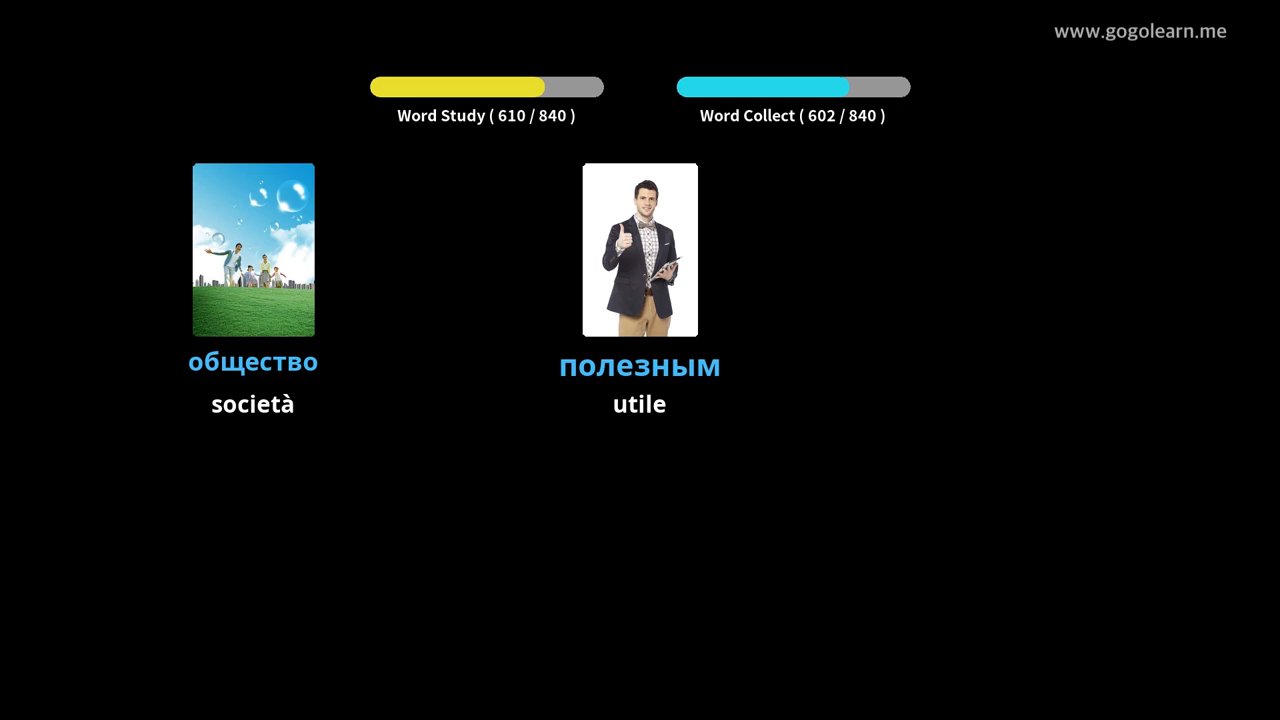 www.gogolearn.me
Word Study ( 610 / 840 )
Word Collect ( 602 / 840 )
общество
società
полезным
utile